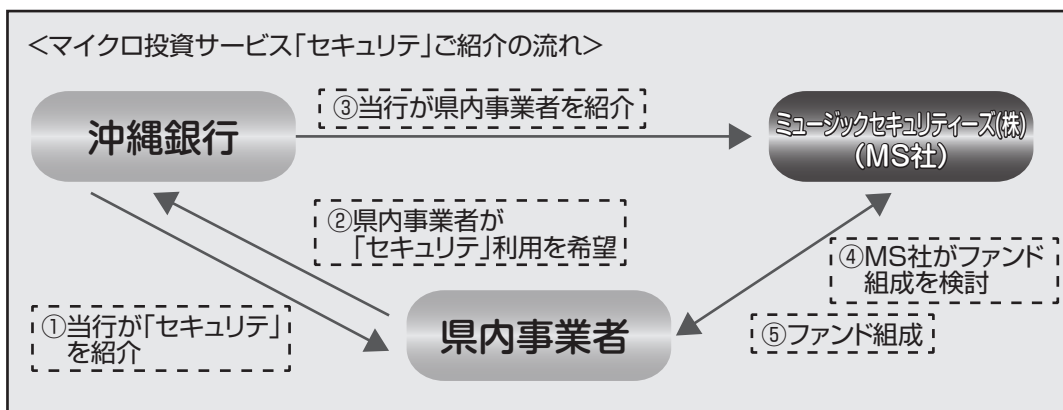 ＜マイクロ投資サービス「セキュリテ」ご紹介の流れ＞
沖縄銀行
③当行が県内事業者を紹介
ミュージックセキュリティーズ(株)
(MS社)
②県内事業者が
「セキュリテ」利用を希望
④MS社がファンド
組成を検討
①当行が「セキュリテ」
を紹介
県内事業者
⑤ファンド組成